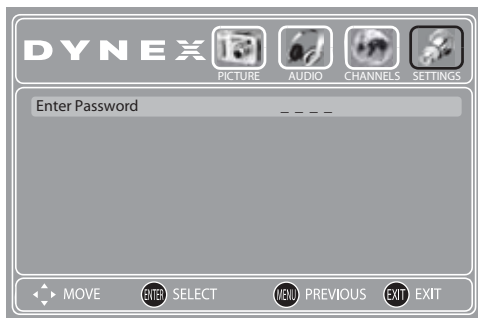 DYNEX
PICTURE AUDIO CHANNELS SETTINGS
Enter Password _ _ _ _
MOVE ENTER SELECT MENU PREVIOUS EXIT EXIT